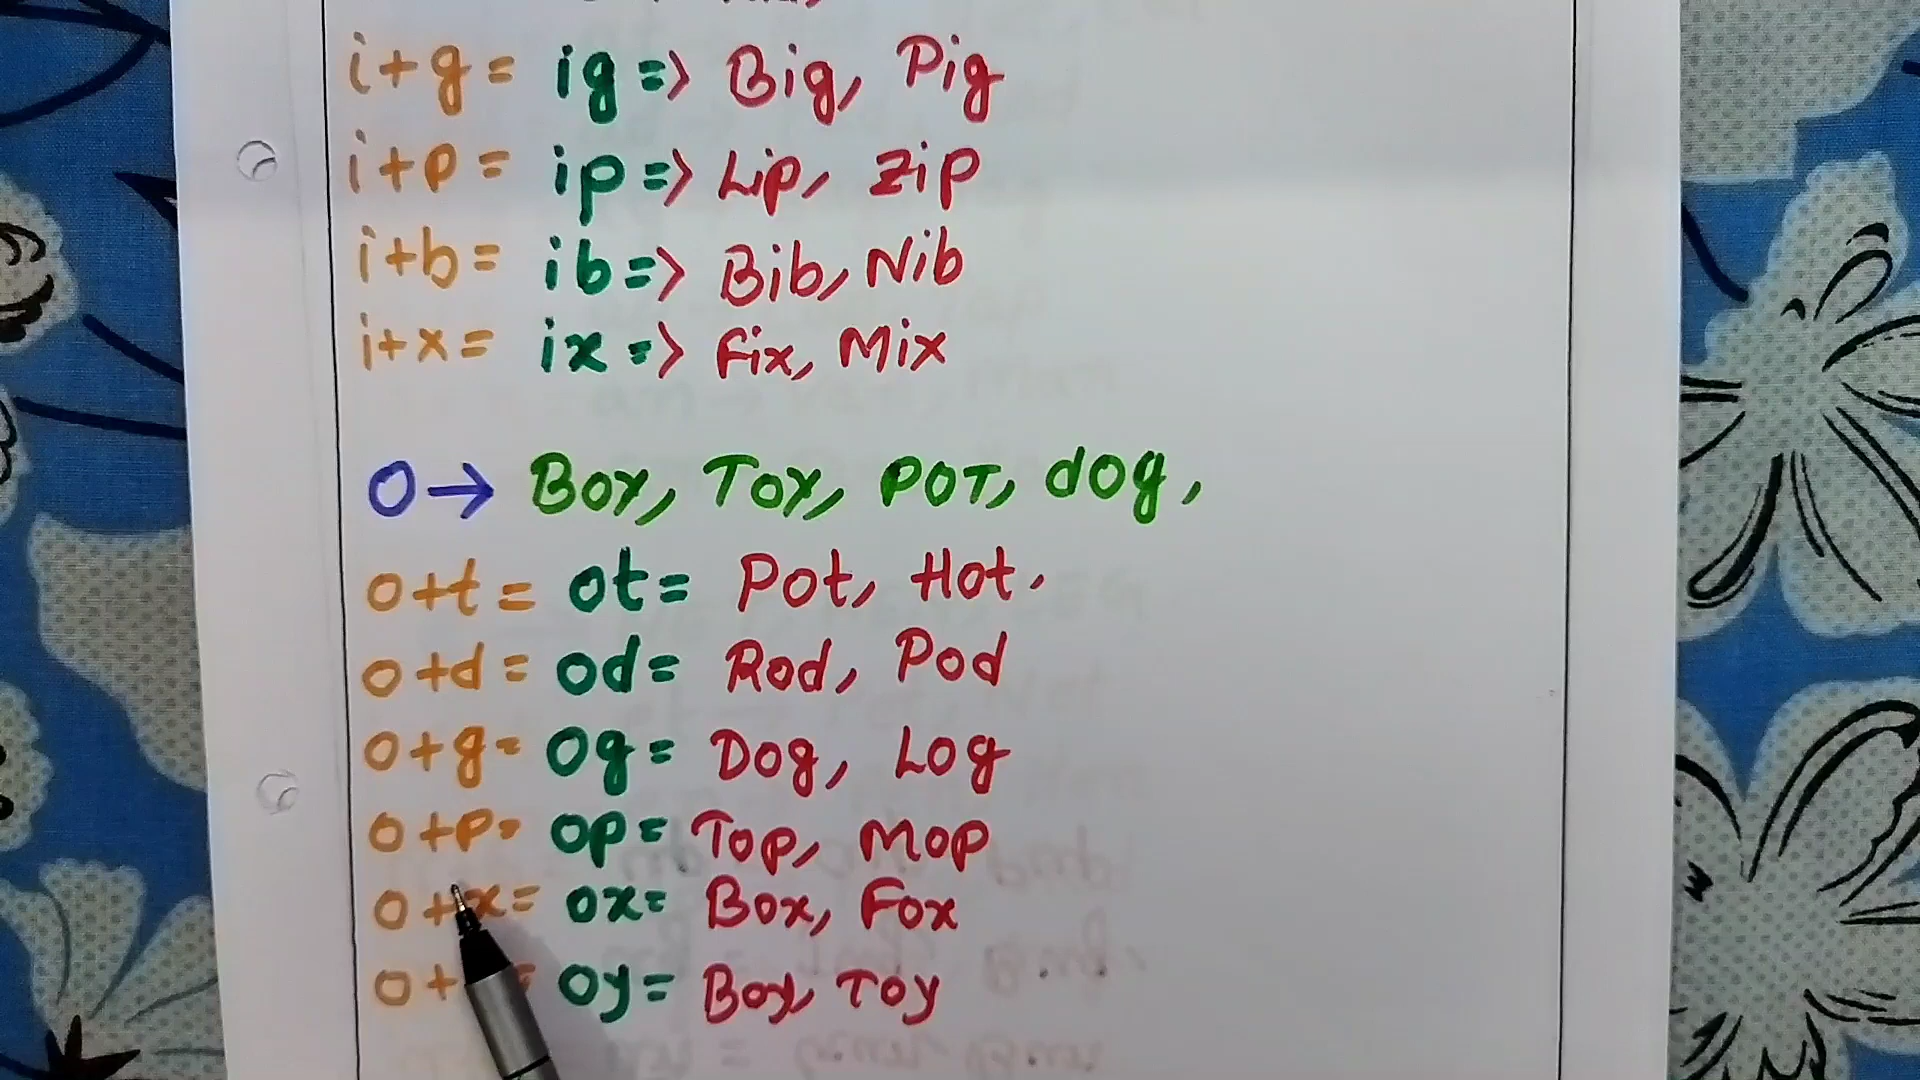 i+g= ig=> Big, Pig
i+p= ip=> Lip, Zip
i+b= ib=> Bib, Nib
i+x= ix=> Fix, Mix
O→ Boy, Toy, POT, dog,
o+t= ot= Pot, Hot.
o+d= od= Rod, Pod
o+g= og= Dog, Log
o+p= op= Top, Mop
o+x= ox= Box, Fox
o+ = oy= Boy, Toy